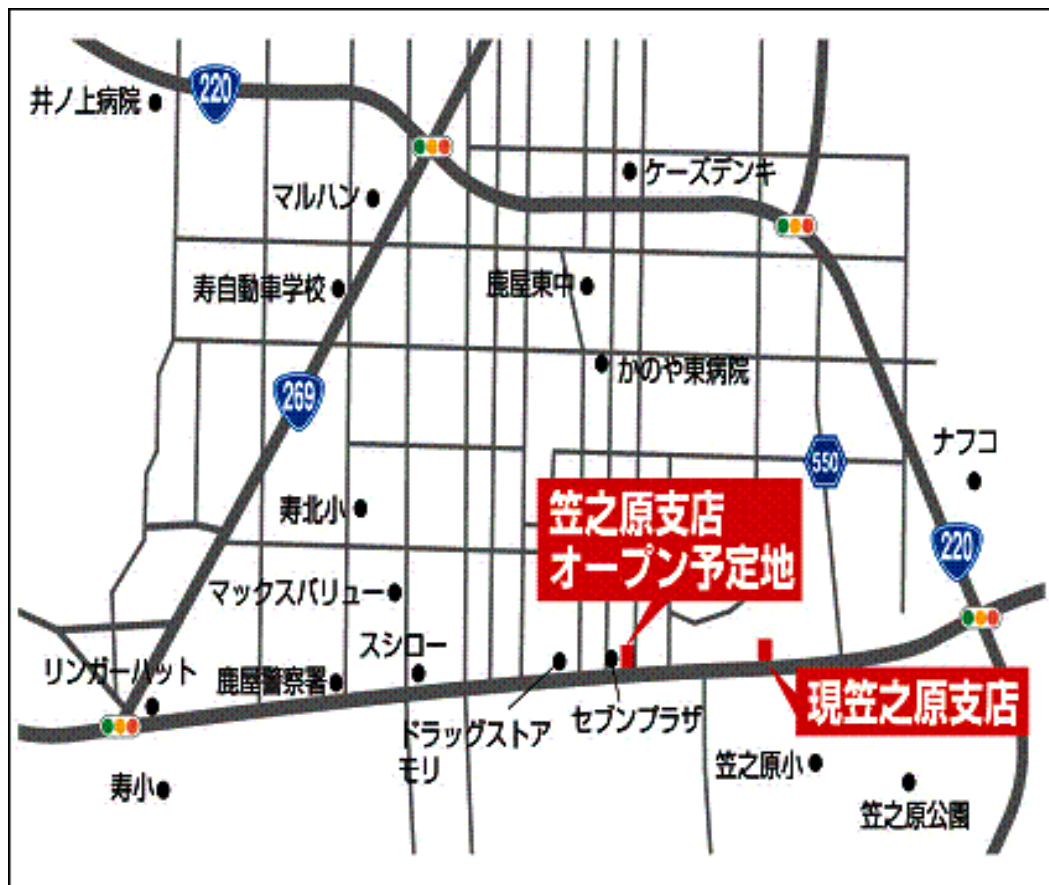 220
井ノ上病院
ケーズデンキ
マルハン
寿自動車学校
鹿屋東中
かのや東病院
269
ナフコ
550
寿北小
笠之原支店
オープン予定地
220
マックスバリュー
スシロー
リンガーハット
鹿屋警察署
現笠之原支店
ドラッグストア
モリ
セブンプラザ
笠之原小
寿小
笠之原公園